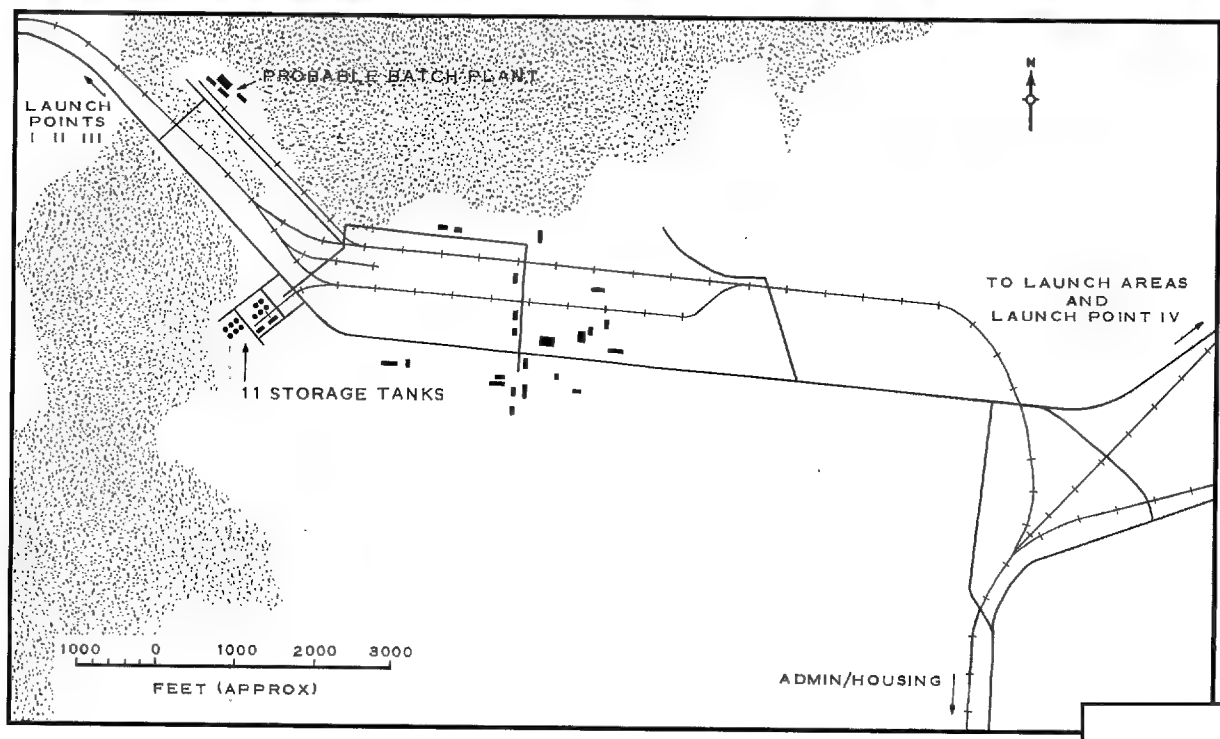 PROBABLE BATCH PLANT
N
LAUNCH
POINTS
I II III
TO LAUNCH AREAS
AND
LAUNCH POINT IV
11 STORAGE TANKS
1000 0 1000 2000 3000
FEET (APPROX)
ADMIN/HOUSING